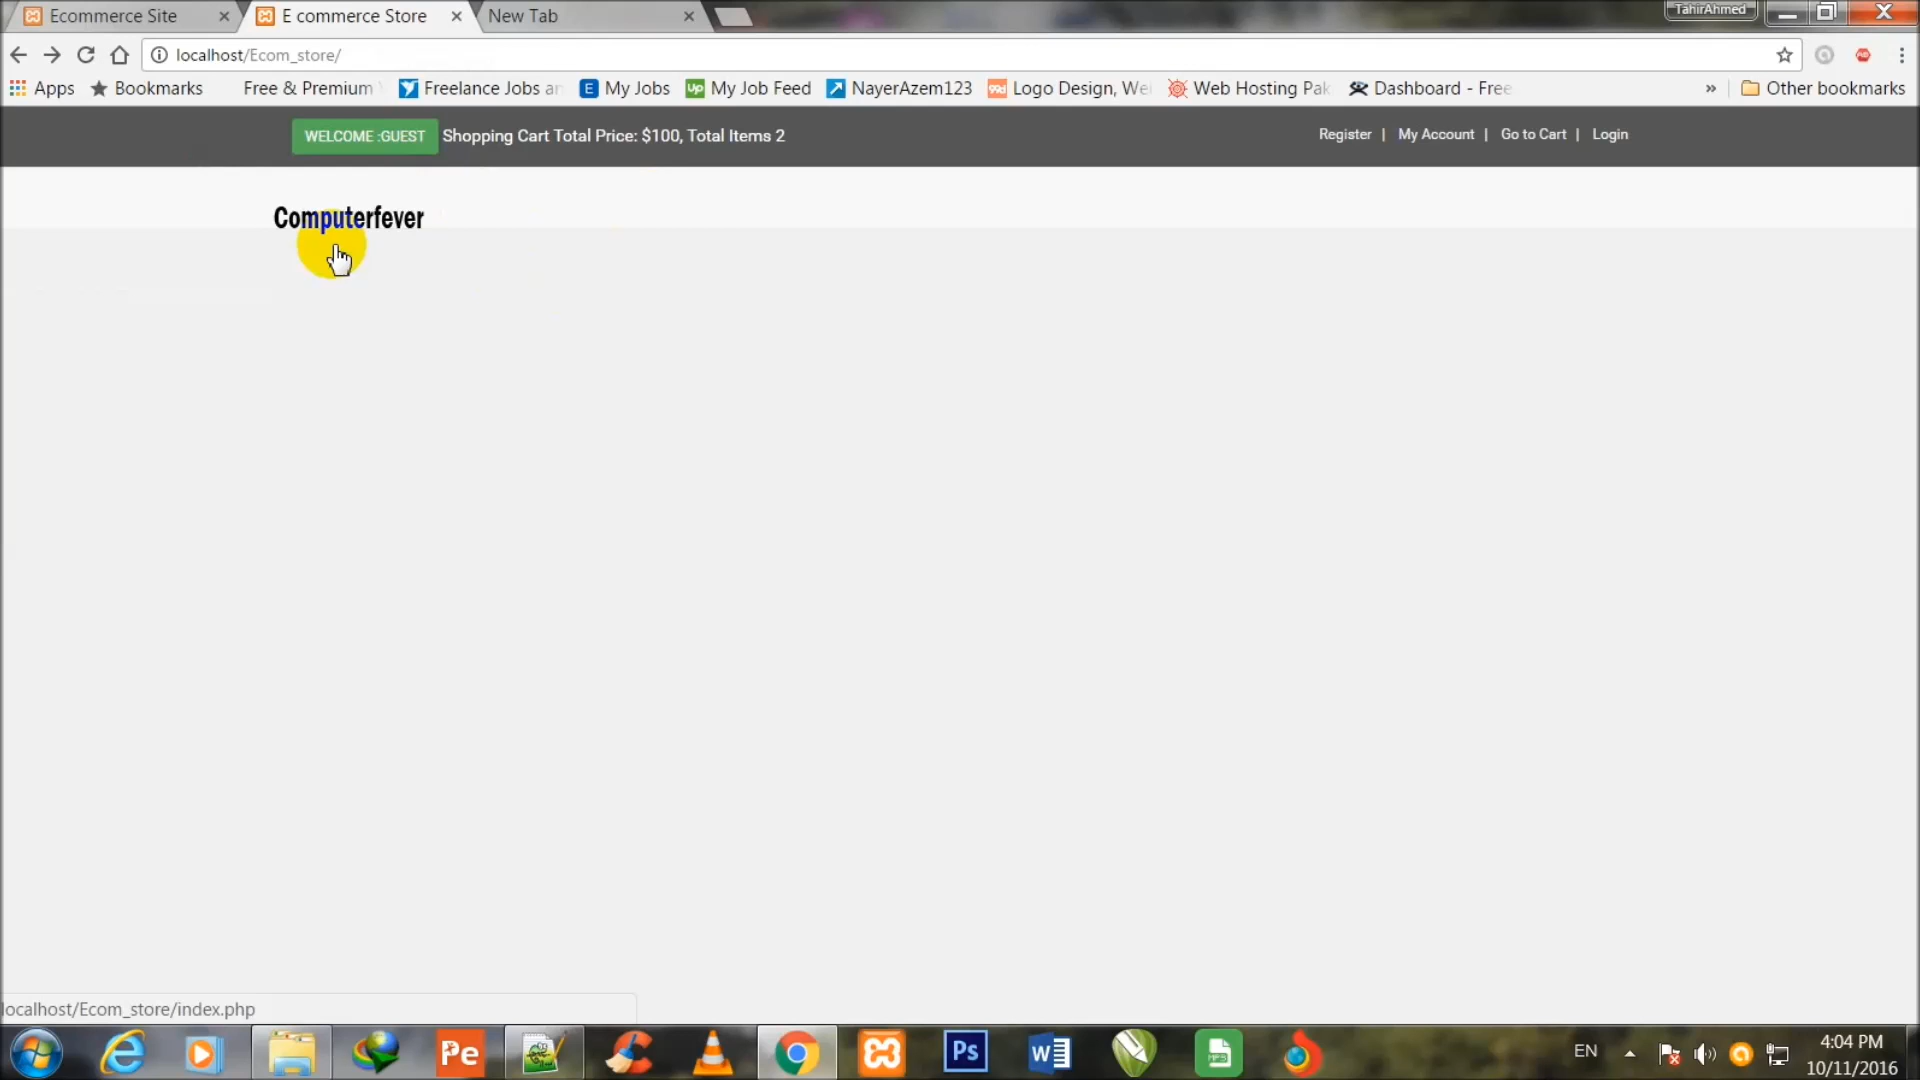 Ecommerce Site
E commerce Store
New Tab
TahirAhmed
localhost/Ecom_store/
Apps
Bookmarks
Free & Premium
Freelance Jobs an
My Jobs
My Job Feed
NayerAzem123
Logo Design, We
Web Hosting Pak
Dashboard - Free
»
Other bookmarks
WELCOME :GUEST
Shopping Cart Total Price: $100, Total Items 2
Register | My Account | Go to Cart | Login
Computerfever
localhost/Ecom_store/index.php
Pe
Ps
W
MP3
EN
4:04 PM
10/11/2016